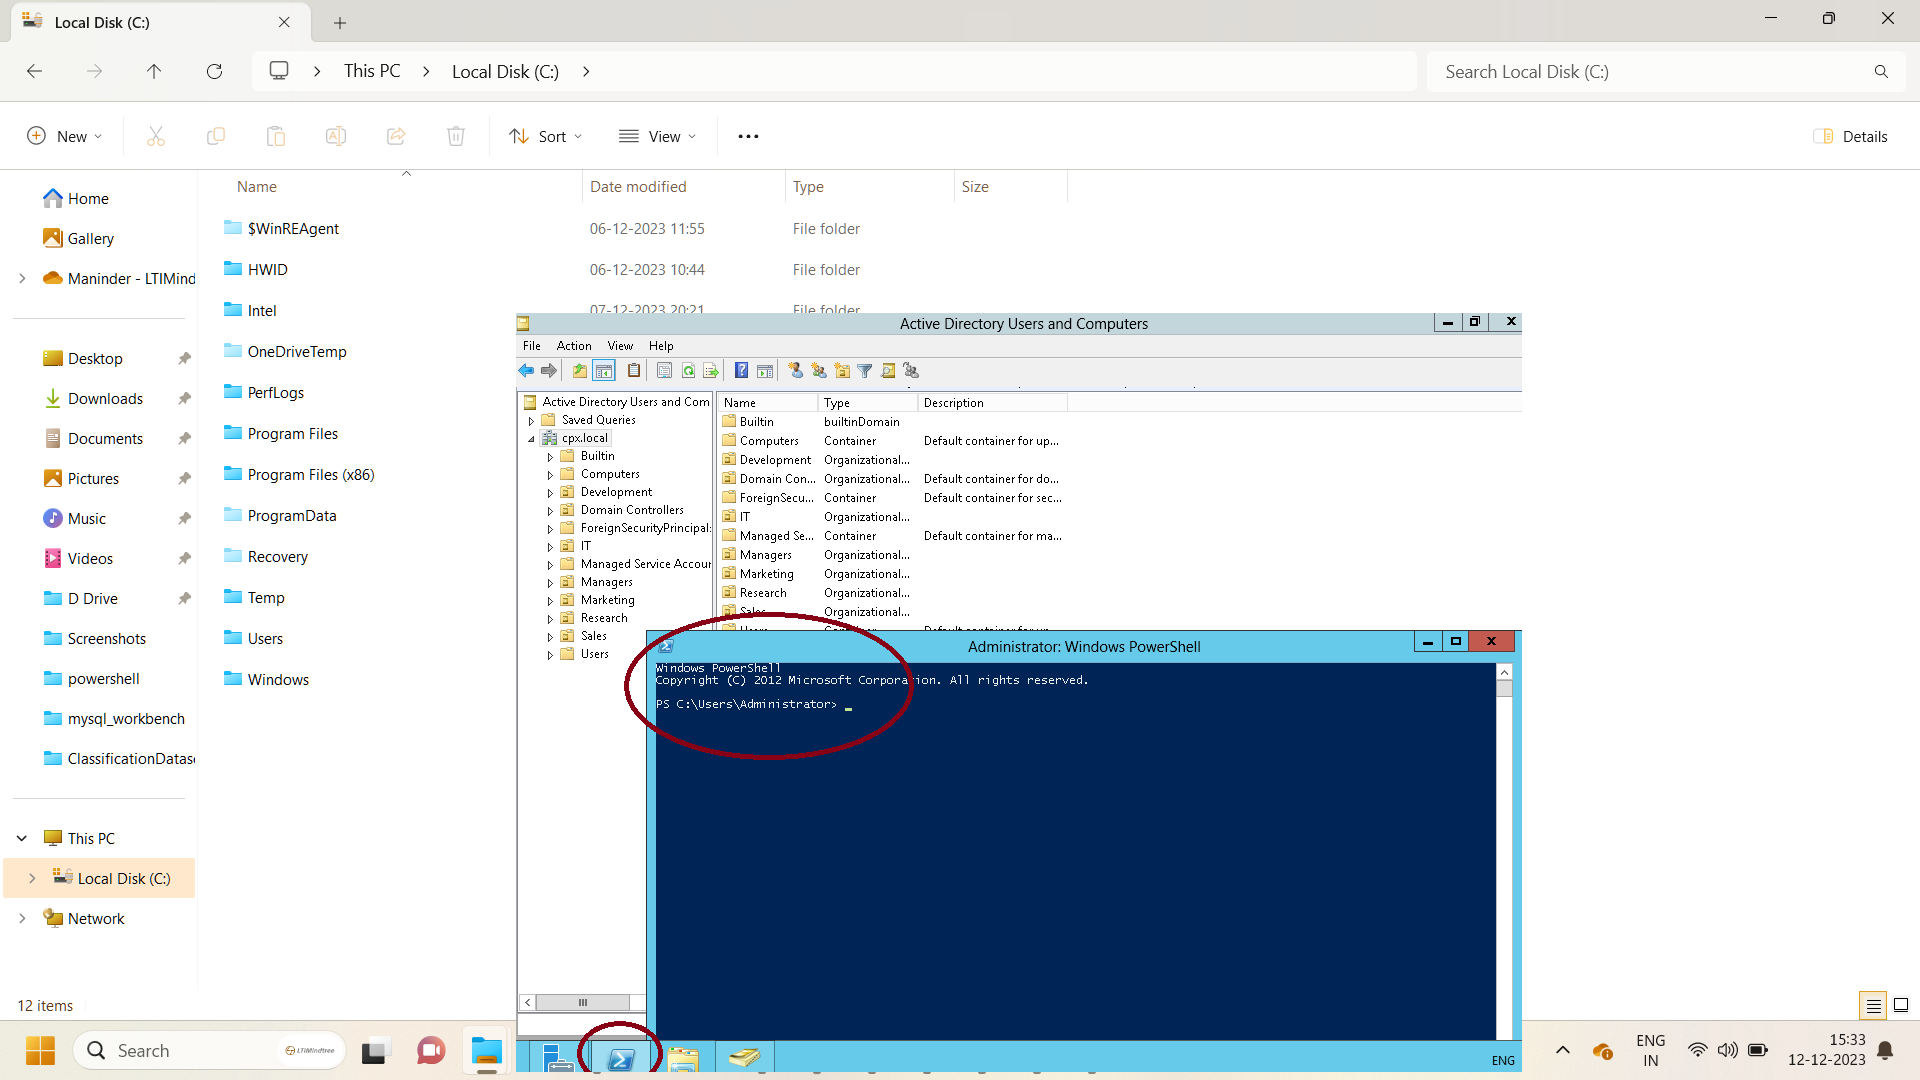 Local Disk (C:)
This PC
Local Disk (C:)
Search Local Disk (C:)
New
Sort
View
Details
Name
Date modified
Type
Size
Home
Gallery
Maninder - LTIMind
Desktop
Downloads
Documents
Pictures
Music
Videos
D Drive
Screenshots
powershell
mysql_workbench
ClassificationDatase
This PC
Local Disk (C:)
Network
$WinREAgent 06-12-2023 11:55 File folder
HWID 06-12-2023 10:44 File folder
Intel 07-12-2023 20:21 File folder
OneDriveTemp
PerfLogs
Program Files
Program Files (x86)
ProgramData
Recovery
Temp
Users
Windows
Active Directory Users and Computers
File Action View Help
Active Directory Users and Com
Saved Queries
cpx.local
Builtin
Computers
Development
Domain Controllers
ForeignSecurityPrincipal:
IT
Managed Service Accour
Managers
Marketing
Research
Sales
Users
Name Type Description
Builtin builtinDomain
Computers Container Default container for up...
Development Organizational...
Domain Con... Organizational... Default container for do...
ForeignSecu... Container Default container for sec...
IT Organizational...
Managed Se... Container Default container for ma...
Managers Organizational...
Marketing Organizational...
Research Organizational...
Sales Organizational...
Users Container Default container for up...
Administrator: Windows PowerShell
Windows PowerShell
Copyright (C) 2012 Microsoft Corporation. All rights reserved.
PS C:\Users\Administrator> _
ENG
12 items
Search
LTIMindtree
ENG
IN
15:33
12-12-2023